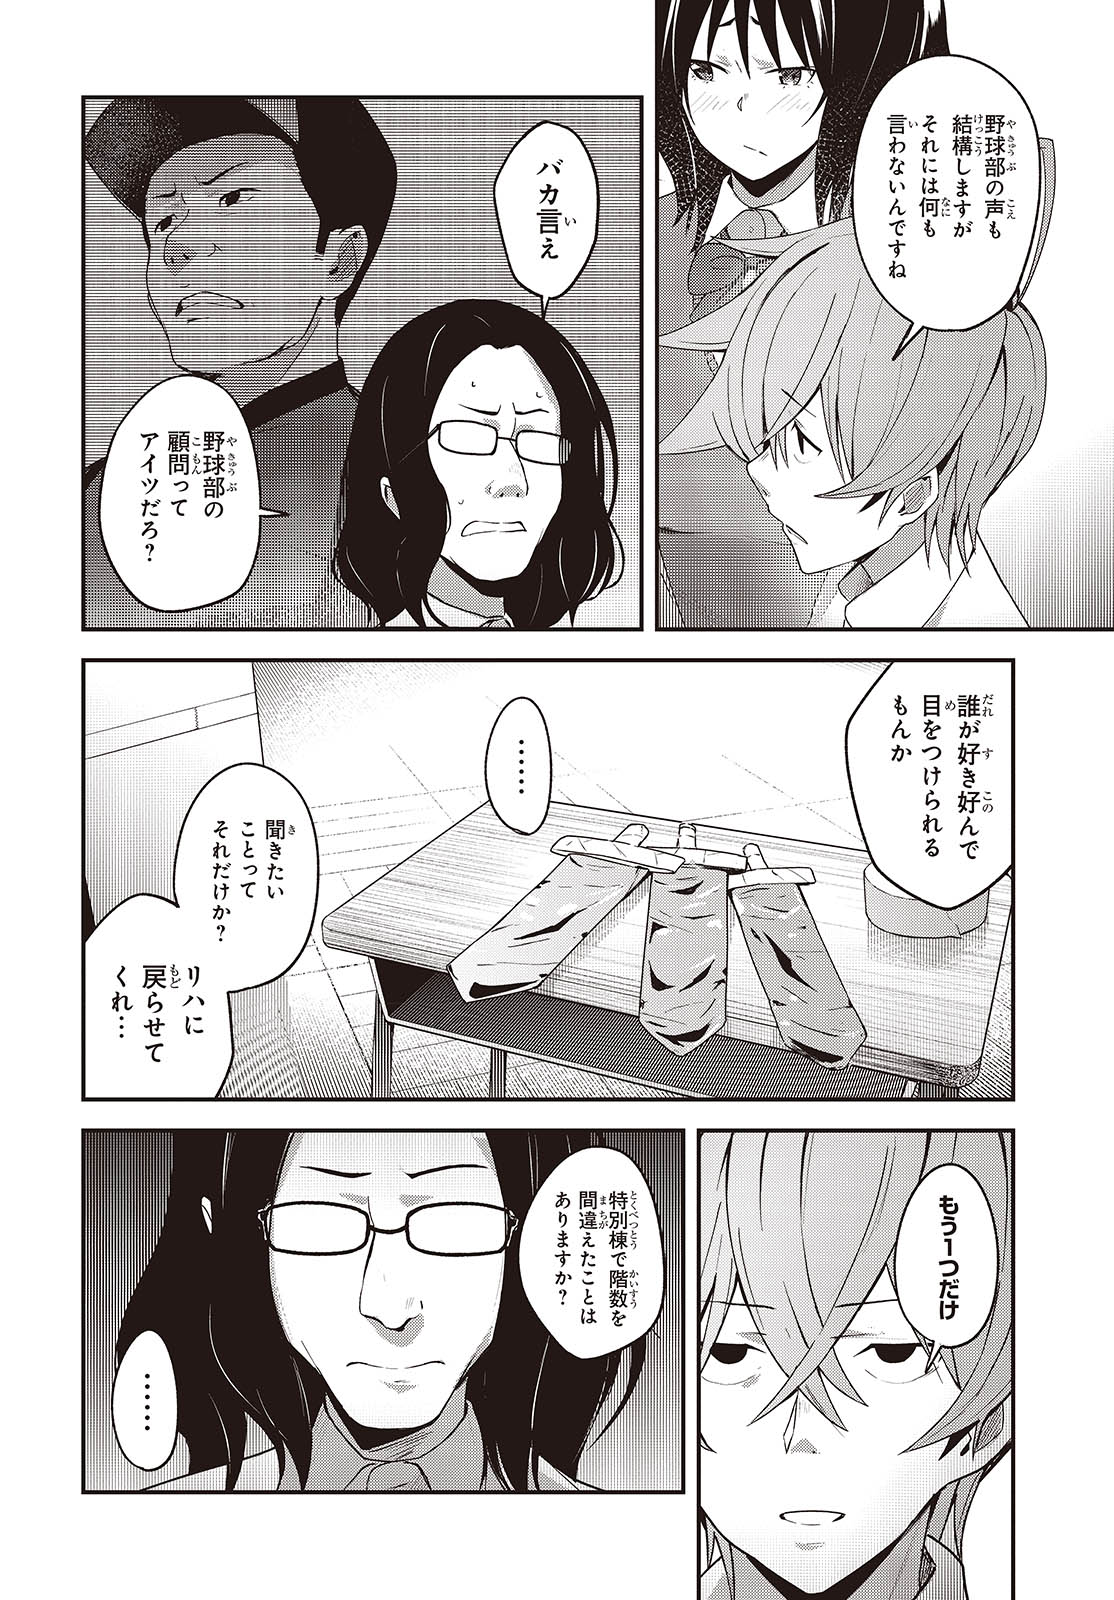 野球部の声も
結構しますが
それには何も
言わないんですね
バカ言え
野球部の
顧問って
アイツだろ?
誰が好き好んで
目をつけられる
もんか
……
聞きたい
ことって
それだけか?
リハに
戻らせて
くれ…
もう1つだけ
特別棟で階数を
間違えたことは
ありますか?
……